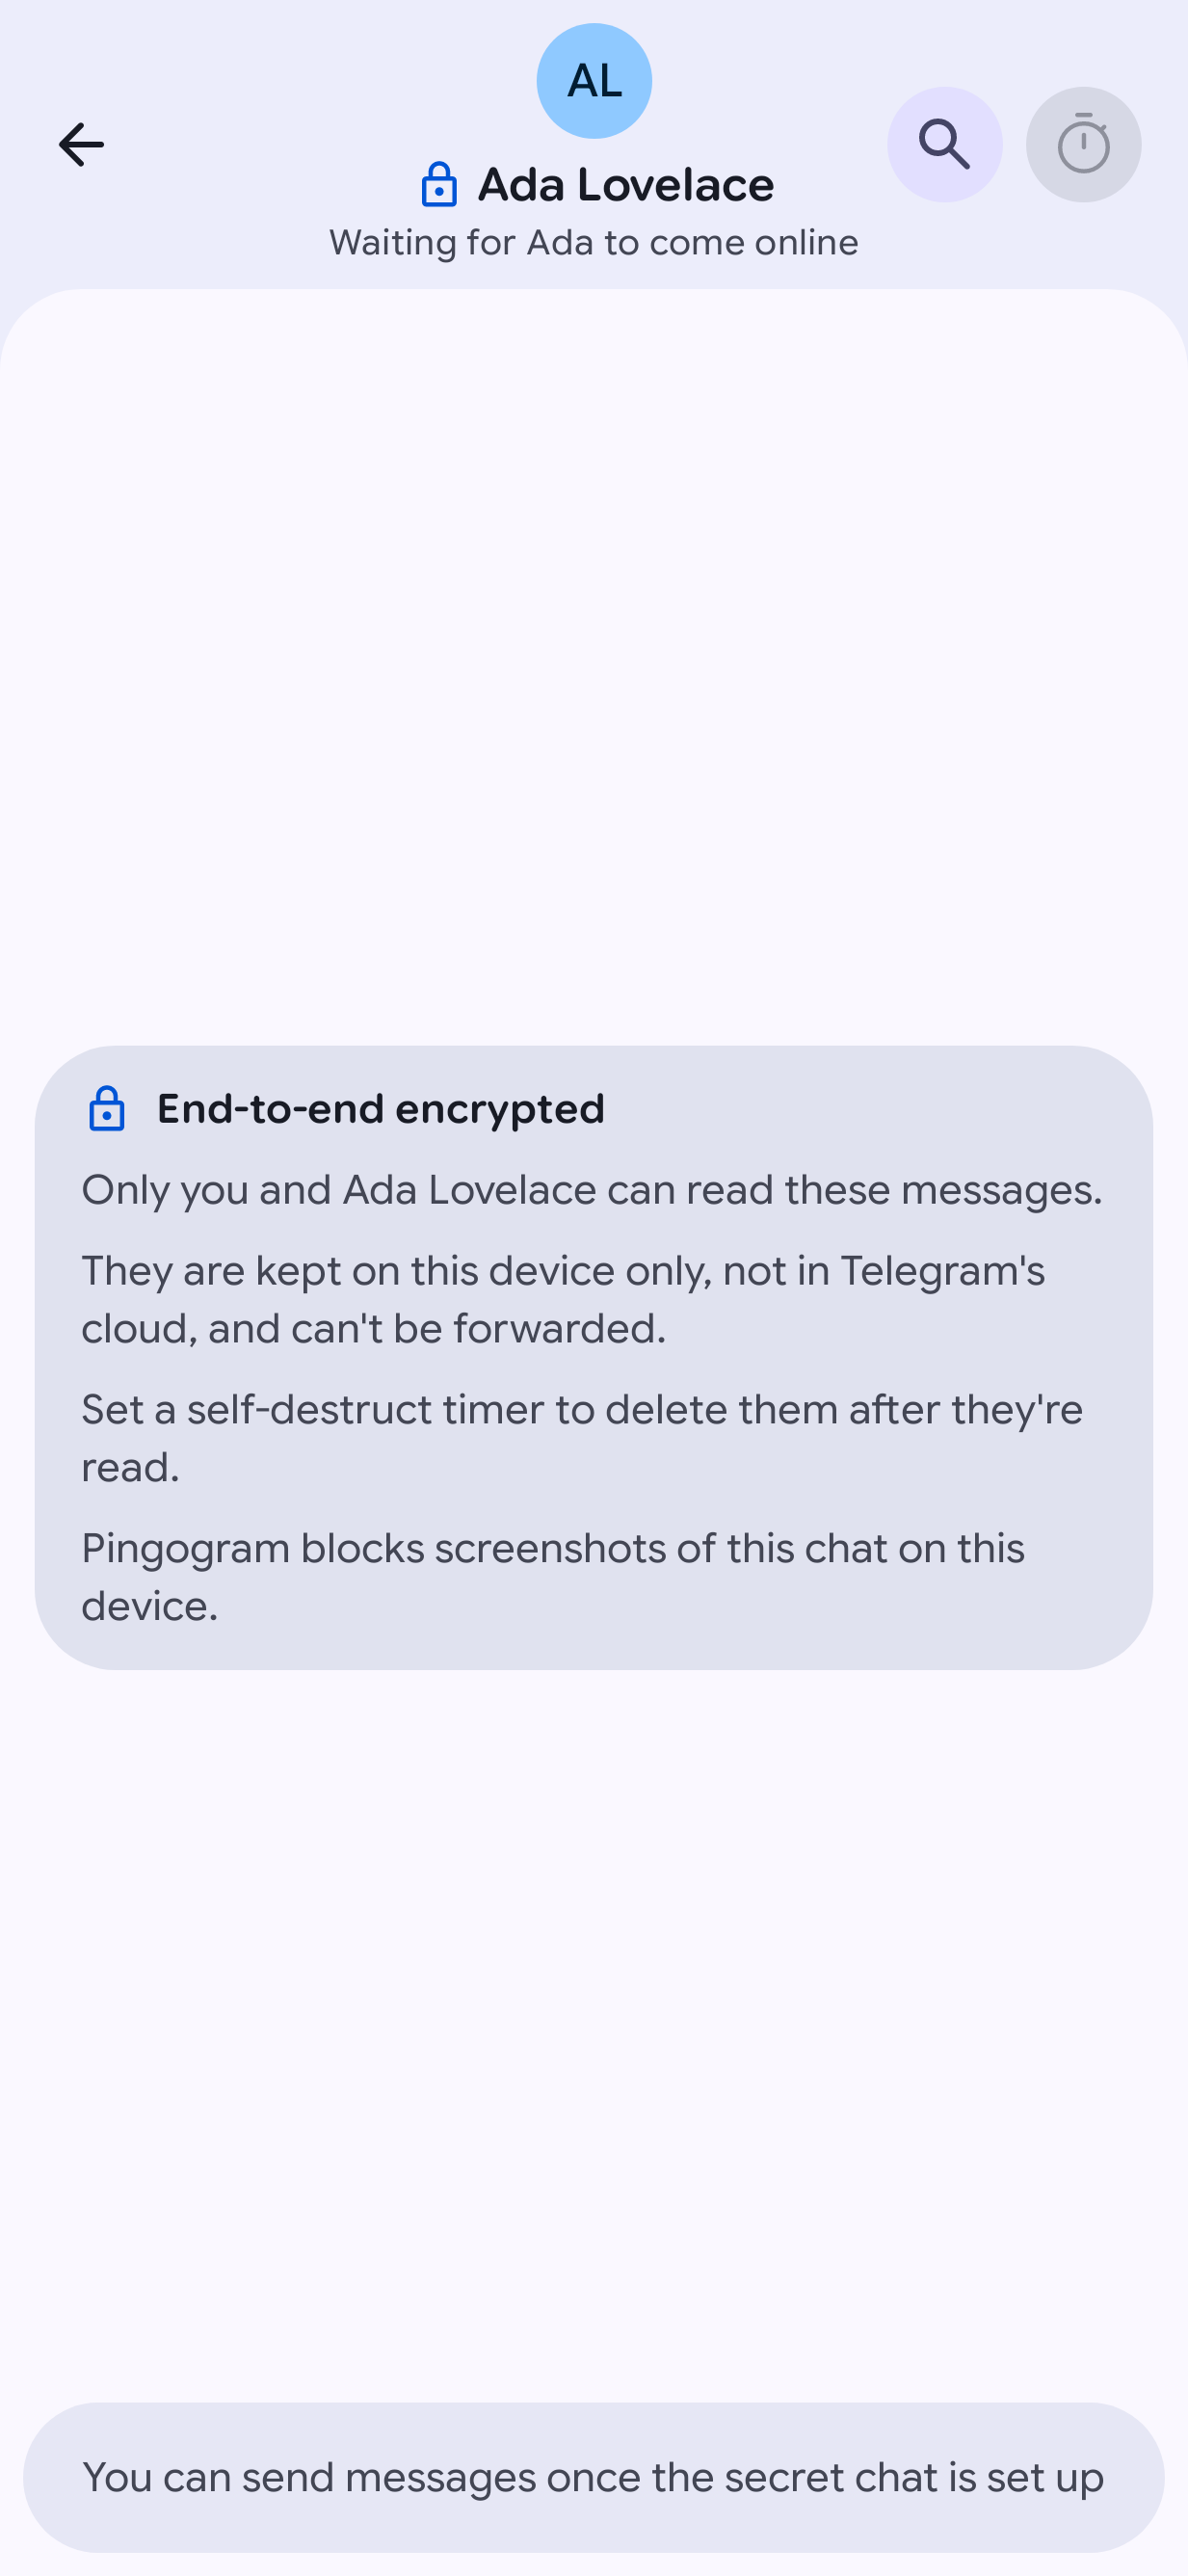 AL
Ada Lovelace
Waiting for Ada to come online
End-to-end encrypted
Only you and Ada Lovelace can read these messages.
They are kept on this device only, not in Telegram's
cloud, and can't be forwarded.
Set a self-destruct timer to delete them after they're
read.
Pingogram blocks screenshots of this chat on this
device.
You can send messages once the secret chat is set up